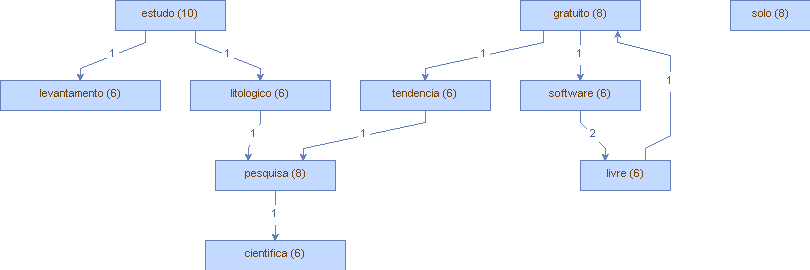 estudo (10)
gratuito (8)
solo (8)
1
1
1
1
1
levantamento (6)
litologico (6)
tendencia (6)
software (6)
1
1
2
pesquisa (8)
livre (6)
1
cientifica (6)